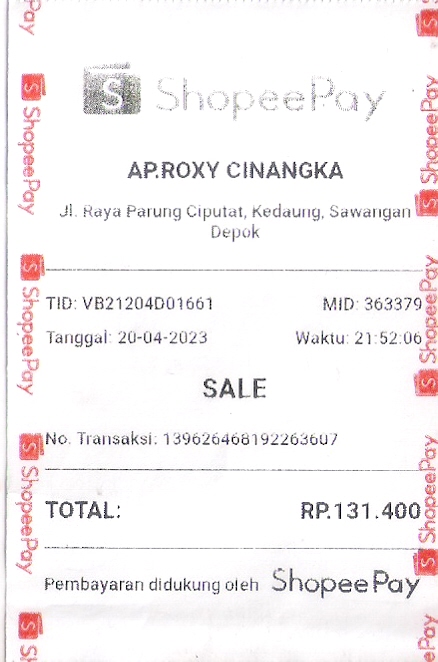 ShopeePay
AP.ROXY CINANGKA
Jl. Raya Parung Ciputat, Kedaung, Sawangan
Depok
TID: VB21204D01661 MID: 363379
Tanggal: 20-04-2023 Waktu: 21:52:06
SALE
No. Transaksi: 139626468192263607
TOTAL: RP.131.400
Pembayaran didukung oleh ShopeePay
Pay
ShopeePay
ShopeePay
ShopeePay
S
ShopeePay
ShopeePay
ShopeePay
ePay